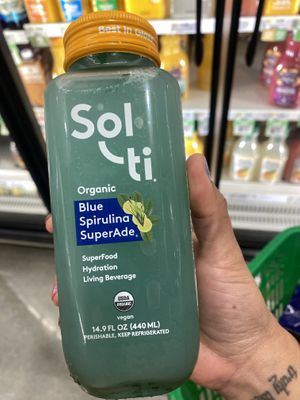 Best in Glass
Sol
ti
Organic
Blue
Spirulina
SuperAde
SuperFood
Hydration
Living Beverage
USDA
ORGANIC
vegan
14.9 FL OZ (440 ML)
PERISHABLE, KEEP REFRIGERATED